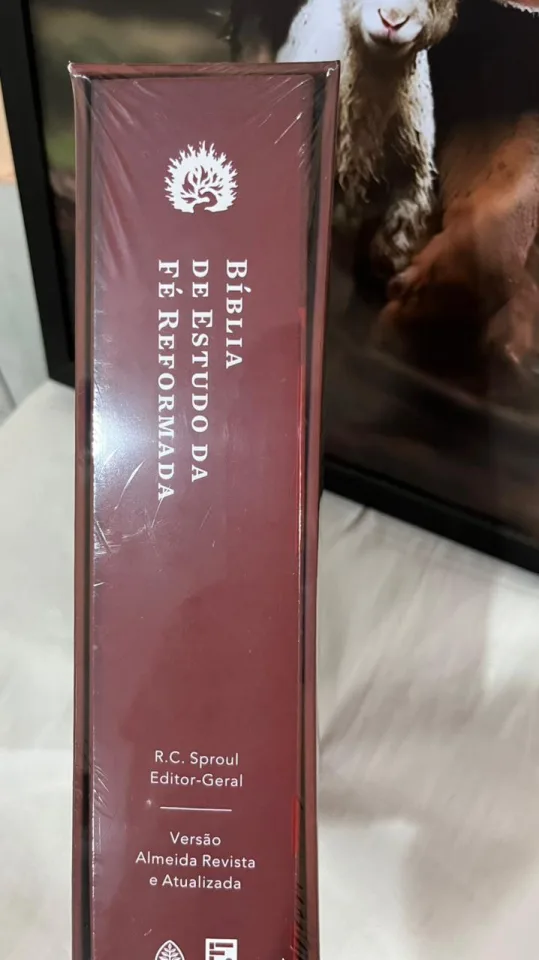 Bíblia
de Estudo da
Fé Reformada
R.C. Sproul
Editor-Geral
Versão
Almeida Revista
e Atualizada